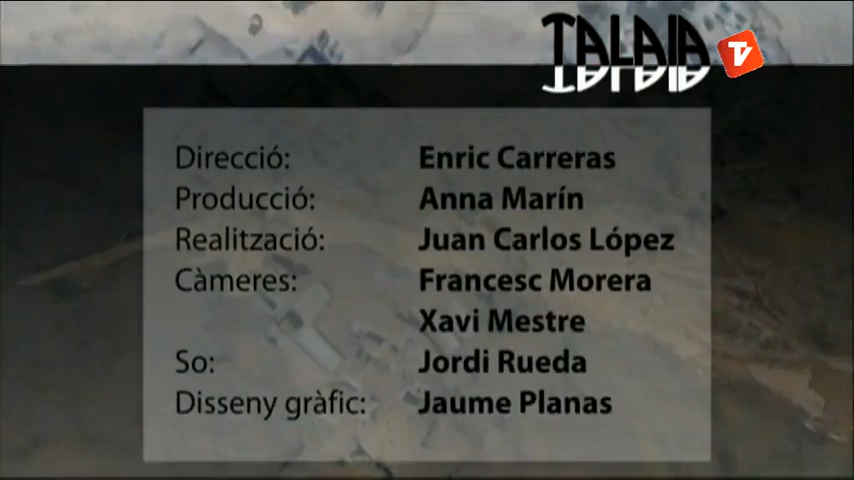 TALAIA
TV
Direcció: Enric Carreras
Producció: Anna Marín
Realització: Juan Carlos López
Càmeres: Francesc Morera
Xavi Mestre
So: Jordi Rueda
Disseny gràfic: Jaume Planas